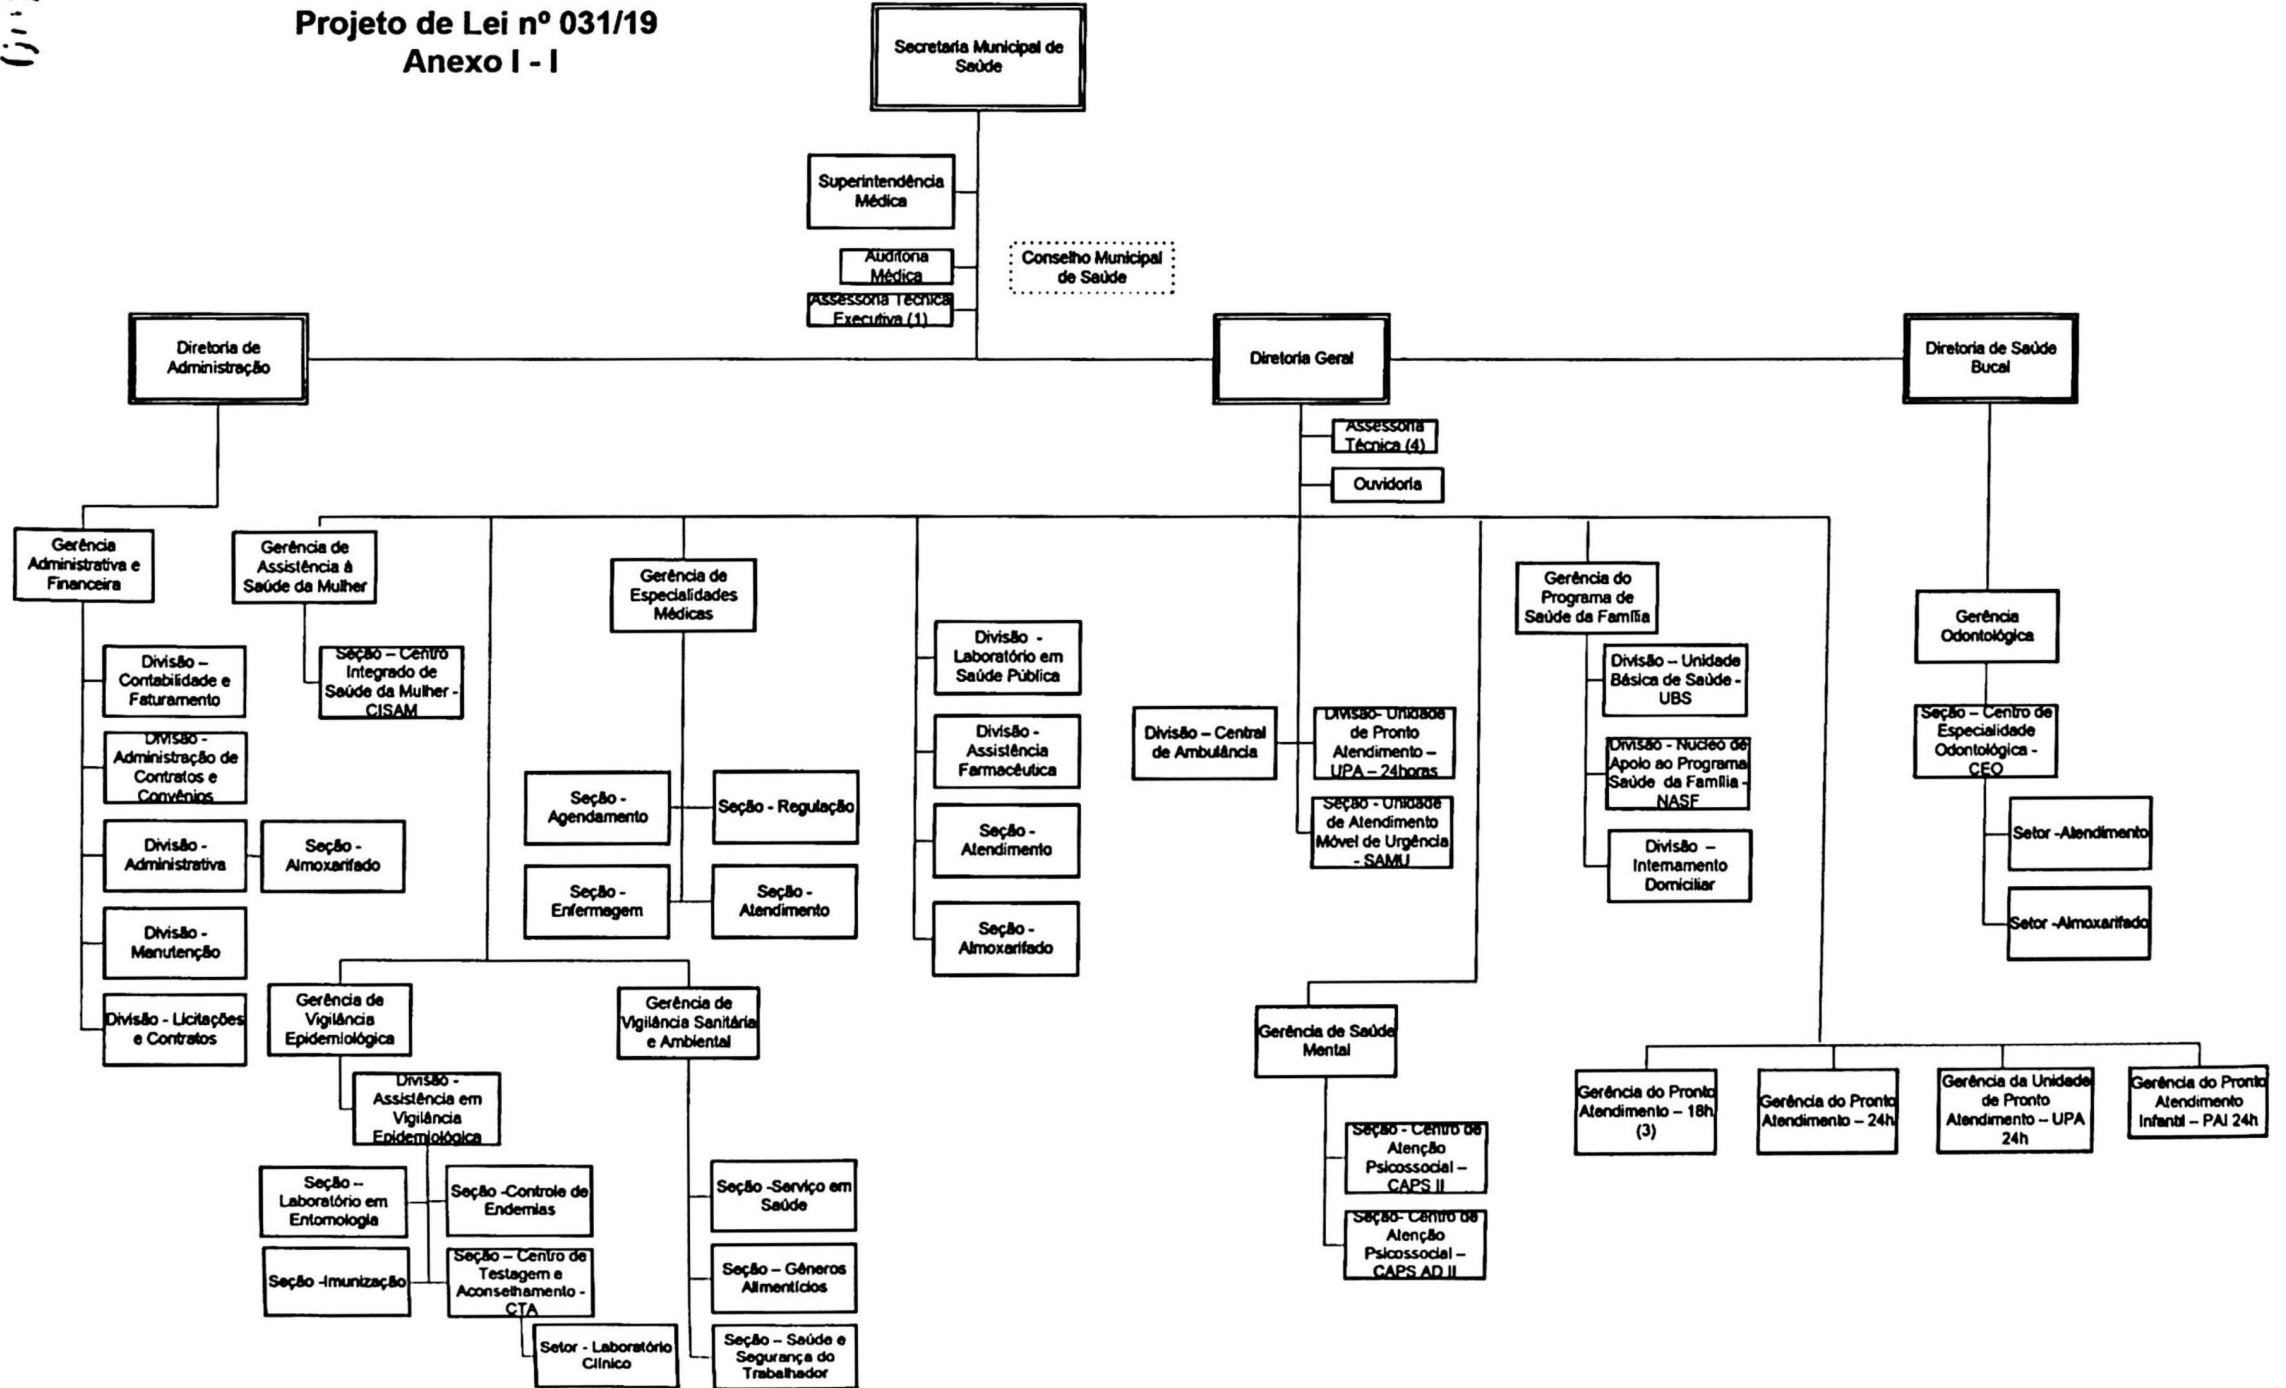 Projeto de Lei nº 031/19
Anexo I - I
Secretaria Municipal de
Saúde
Superintendência
Médica
Auditoria
Médica
Conselho Municipal
de Saúde
Assessoria Técnica
Executiva (1)
Diretoria de
Administração
Diretoria Geral
Diretoria de Saúde
Bucal
Assessoria
Técnica (4)
Ouvidoria
Gerência
Administrativa e
Financeira
Gerência de
Assistência à
Saúde da Mulher
Gerência de
Especialidades
Médicas
Gerência do
Programa de
Saúde da Família
Gerência
Odontológica
Divisão –
Contabilidade e
Faturamento
Seção – Centro
Integrado de
Saúde da Mulher -
CISAM
Divisão -
Laboratório em
Saúde Pública
Divisão – Unidade
Básica de Saúde -
UBS
Divisão -
Administração de
Contratos e
Convênios
Divisão -
Assistência
Farmacêutica
Divisão – Central
de Ambulância
Divisão- Unidade
de Pronto
Atendimento –
UPA – 24horas
Divisão - Núcleo de
Apoio ao Programa
Saúde da Família -
NASF
Seção – Centro de
Especialidade
Odontológica -
CEO
Divisão -
Administrativa
Seção -
Almoxarifado
Seção -
Agendamento
Seção - Regulação
Seção -
Atendimento
Seção - Unidade
de Atendimento
Móvel de Urgência
- SAMU
Divisão –
Internamento
Domiciliar
Setor -Atendimento
Divisão -
Manutenção
Seção -
Enfermagem
Seção -
Atendimento
Seção -
Almoxarifado
Setor -Almoxarifado
Divisão - Licitações
e Contratos
Gerência de
Vigilância
Epidemiológica
Gerência de
Vigilância Sanitária
e Ambiental
Gerência de Saúde
Mental
Divisão -
Assistência em
Vigilância
Epidemiológica
Gerência do Pronto
Atendimento – 18h
(3)
Gerência do Pronto
Atendimento – 24h
Gerência da Unidade
de Pronto
Atendimento – UPA
24h
Gerência do Pronto
Atendimento
Infantil – PAI 24h
Seção –
Laboratório em
Entomologia
Seção -Controle de
Endemias
Seção -Serviço em
Saúde
Seção - Centro de
Atenção
Psicossocial –
CAPS II
Seção -Imunização
Seção – Centro de
Testagem e
Aconselhamento -
CTA
Seção – Gêneros
Alimentícios
Seção- Centro de
Atenção
Psicossocial –
CAPS AD II
Setor - Laboratório
Clínico
Seção – Saúde e
Segurança do
Trabalhador